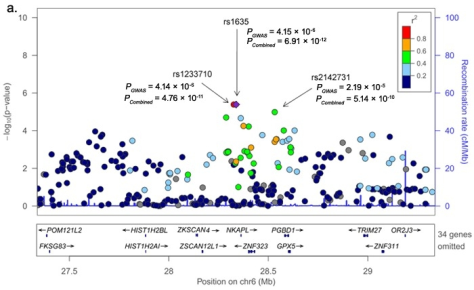 a.
rs1635
P_GWAS = 4.15 × 10⁻⁶
P_Combined = 6.91 × 10⁻¹²
r²
0.8
0.6
0.4
0.2
rs1233710
P_GWAS = 4.14 × 10⁻⁶
P_Combined = 4.76 × 10⁻¹¹
rs2142731
P_GWAS = 2.19 × 10⁻⁵
P_Combined = 5.14 × 10⁻¹⁰
−log₁₀(p-value)
10
8
6
4
2
0
Recombination rate (cM/Mb)
100
80
60
40
20
0
←POM121L2 HIST1H2BL→ ZKSCAN4→ NKAPL→ PGBD1→ ←TRIM27 OR2J3→
34 genes omitted
FKSG83→ HIST1H2AI→ ZSCAN12L1→ ←ZNF323 GPX5→ ←ZNF311
27.5 28 28.5 29
Position on chr6 (Mb)